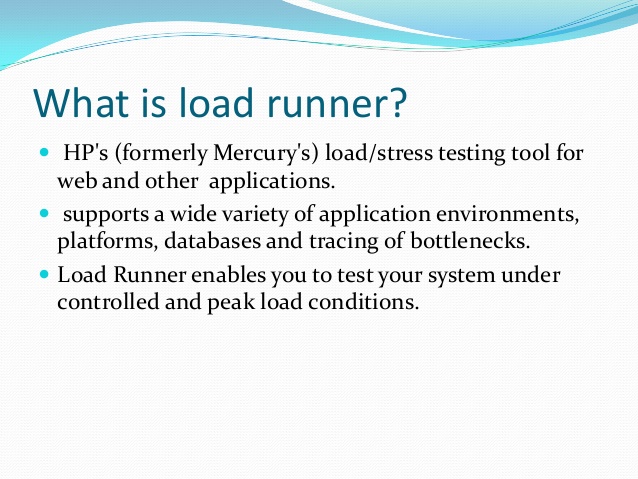 What is load runner?
HP's (formerly Mercury's) load/stress testing tool for
web and other applications.
supports a wide variety of application environments,
platforms, databases and tracing of bottlenecks.
Load Runner enables you to test your system under
controlled and peak load conditions.